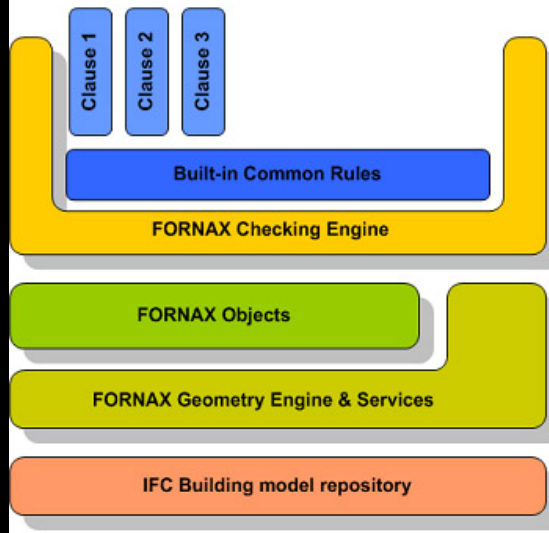 Clause 1
Clause 2
Clause 3
Built-in Common Rules
FORNAX Checking Engine
FORNAX Objects
FORNAX Geometry Engine & Services
IFC Building model repository